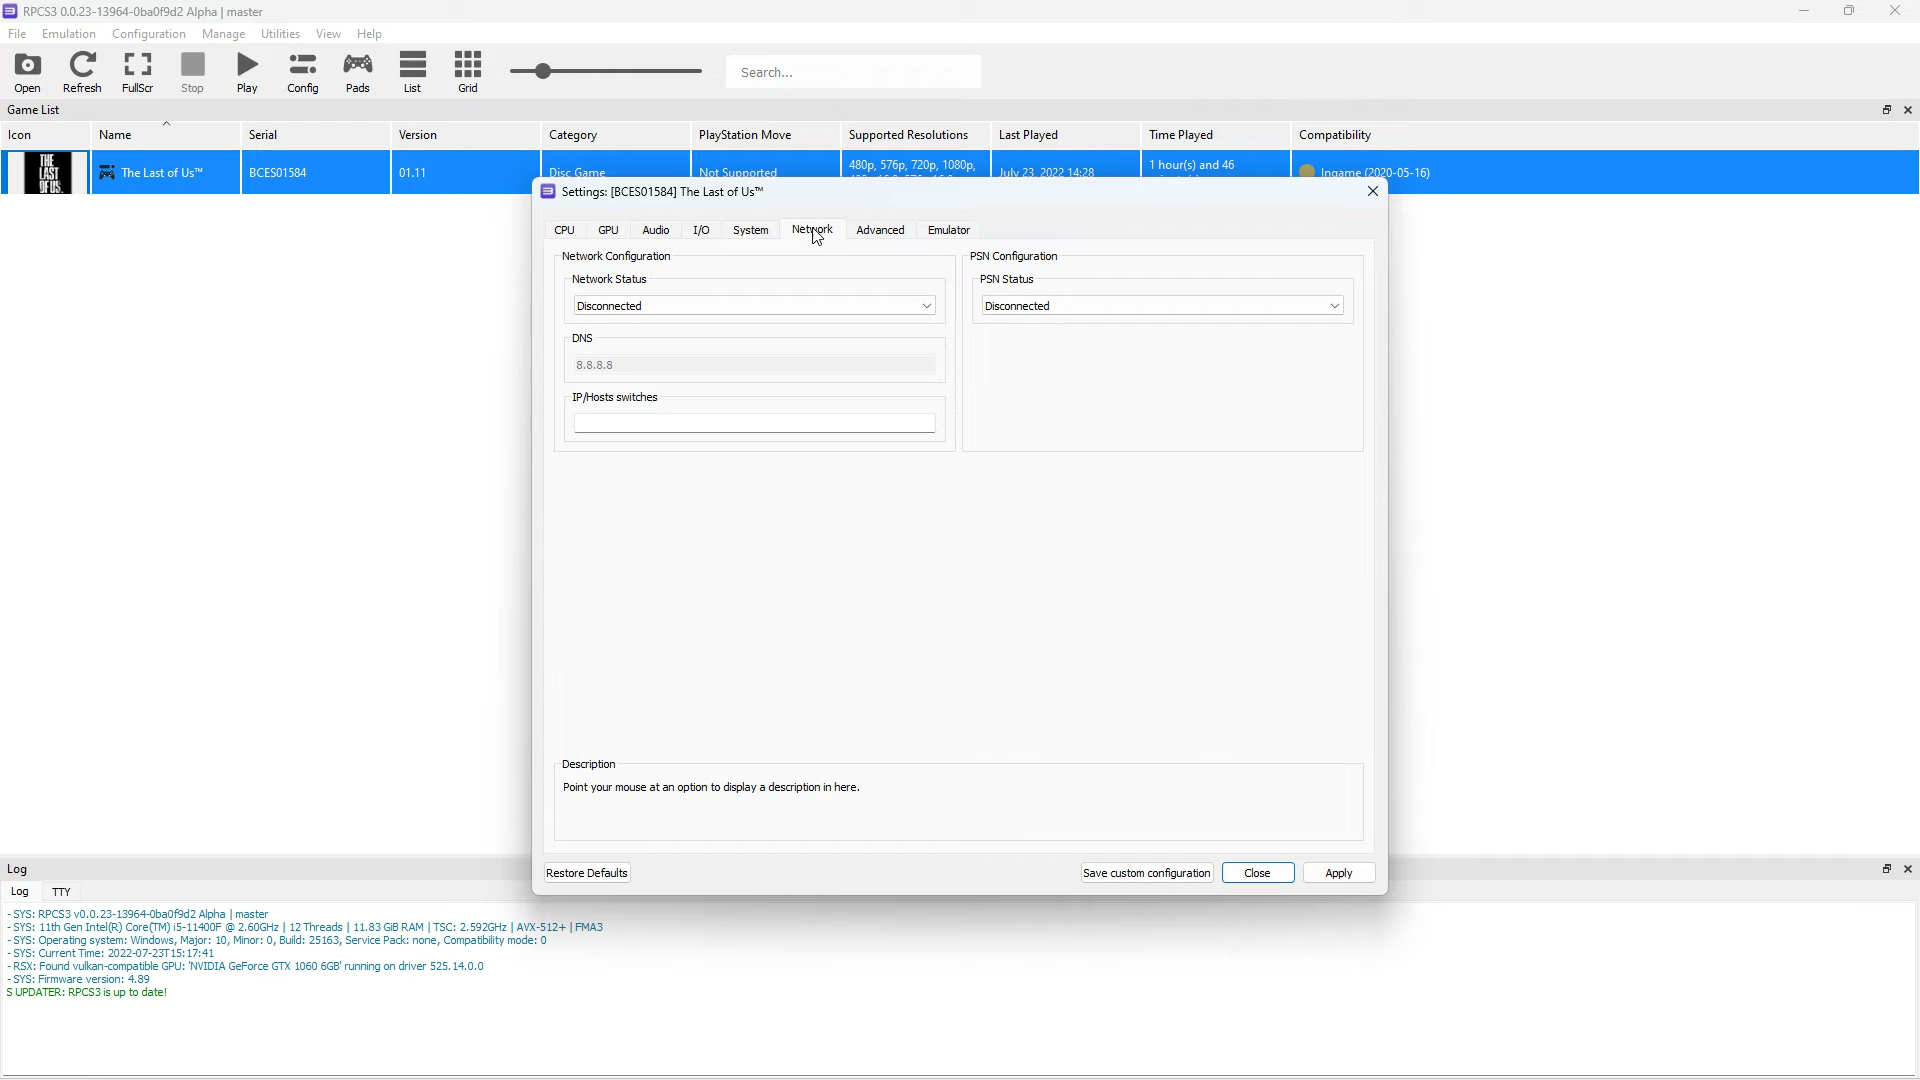 RPCS3 0.0.23-13964-0ba0f9d2 Alpha | master
File Emulation Configuration Manage Utilities View Help
Open Refresh FullScr Stop Play Config Pads List Grid Search...
Game List
Icon Name Serial Version Category PlayStation Move Supported Resolutions Last Played Time Played Compatibility
THE LAST OF US The Last of Us™ BCES01584 01.11 Disc Game Not Supported 480p, 576p, 720p, 1080p, July 23, 2022 14:28 1 hour(s) and 46 Ingame (2020-05-16)
Settings: [BCES01584] The Last of Us™
CPU GPU Audio I/O System Network Advanced Emulator
Network Configuration PSN Configuration
Network Status PSN Status
Disconnected Disconnected
DNS
8.8.8.8
IP/Hosts switches
Description
Point your mouse at an option to display a description in here.
Restore Defaults Save custom configuration Close Apply
Log
Log TTY
- SYS: RPCS3 v0.0.23-13964-0ba0f9d2 Alpha | master
- SYS: 11th Gen Intel(R) Core(TM) i5-11400F @ 2.60GHz | 12 Threads | 11.83 GiB RAM | TSC: 2.592GHz | AVX-512+ | FMA3
- SYS: Operating system: Windows, Major: 10, Minor: 0, Build: 25163, Service Pack: none, Compatibility mode: 0
- SYS: Current Time: 2022-07-23T15:17:41
- RSX: Found vulkan-compatible GPU: 'NVIDIA GeForce GTX 1060 6GB' running on driver 525.14.0.0
- SYS: Firmware version: 4.89
S UPDATER: RPCS3 is up to date!